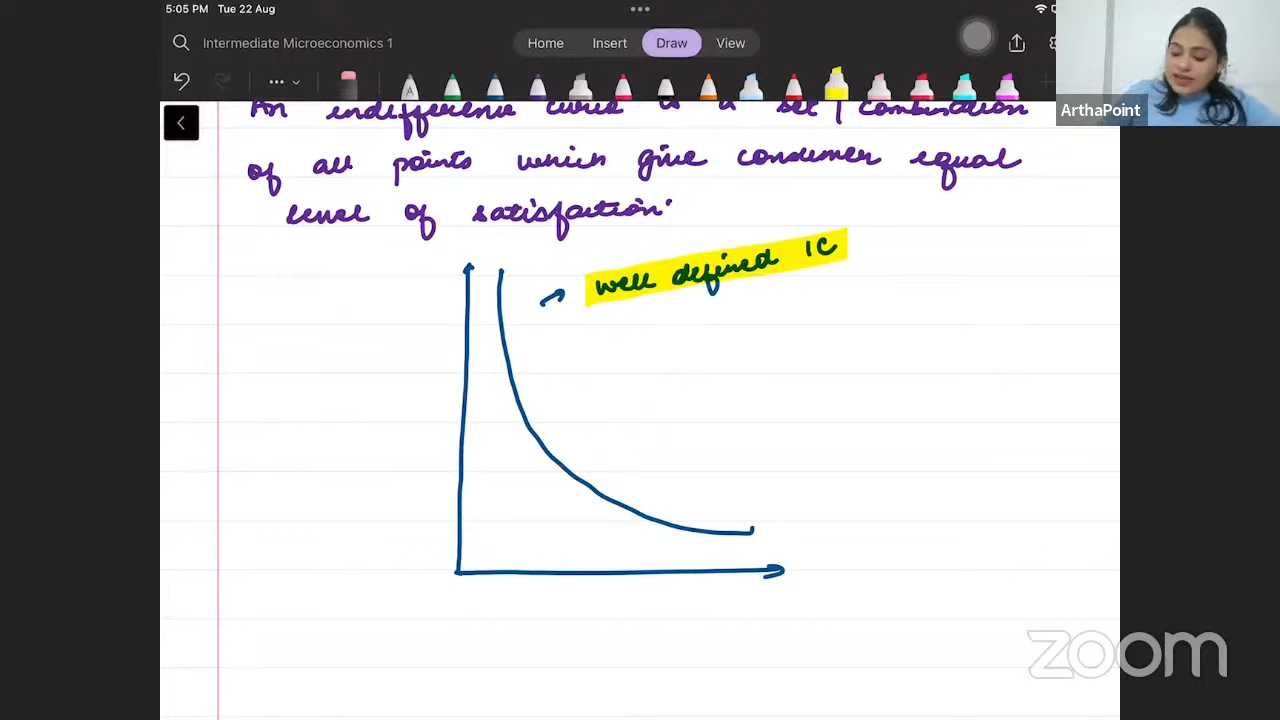 5:05 PM Tue 22 Aug
Intermediate Microeconomics 1
Home Insert Draw View
A
ArthaPoint
An indifference curve is a set / combination
of all points which give condumer equal
level of satisfaction.
well defined IC
zoom